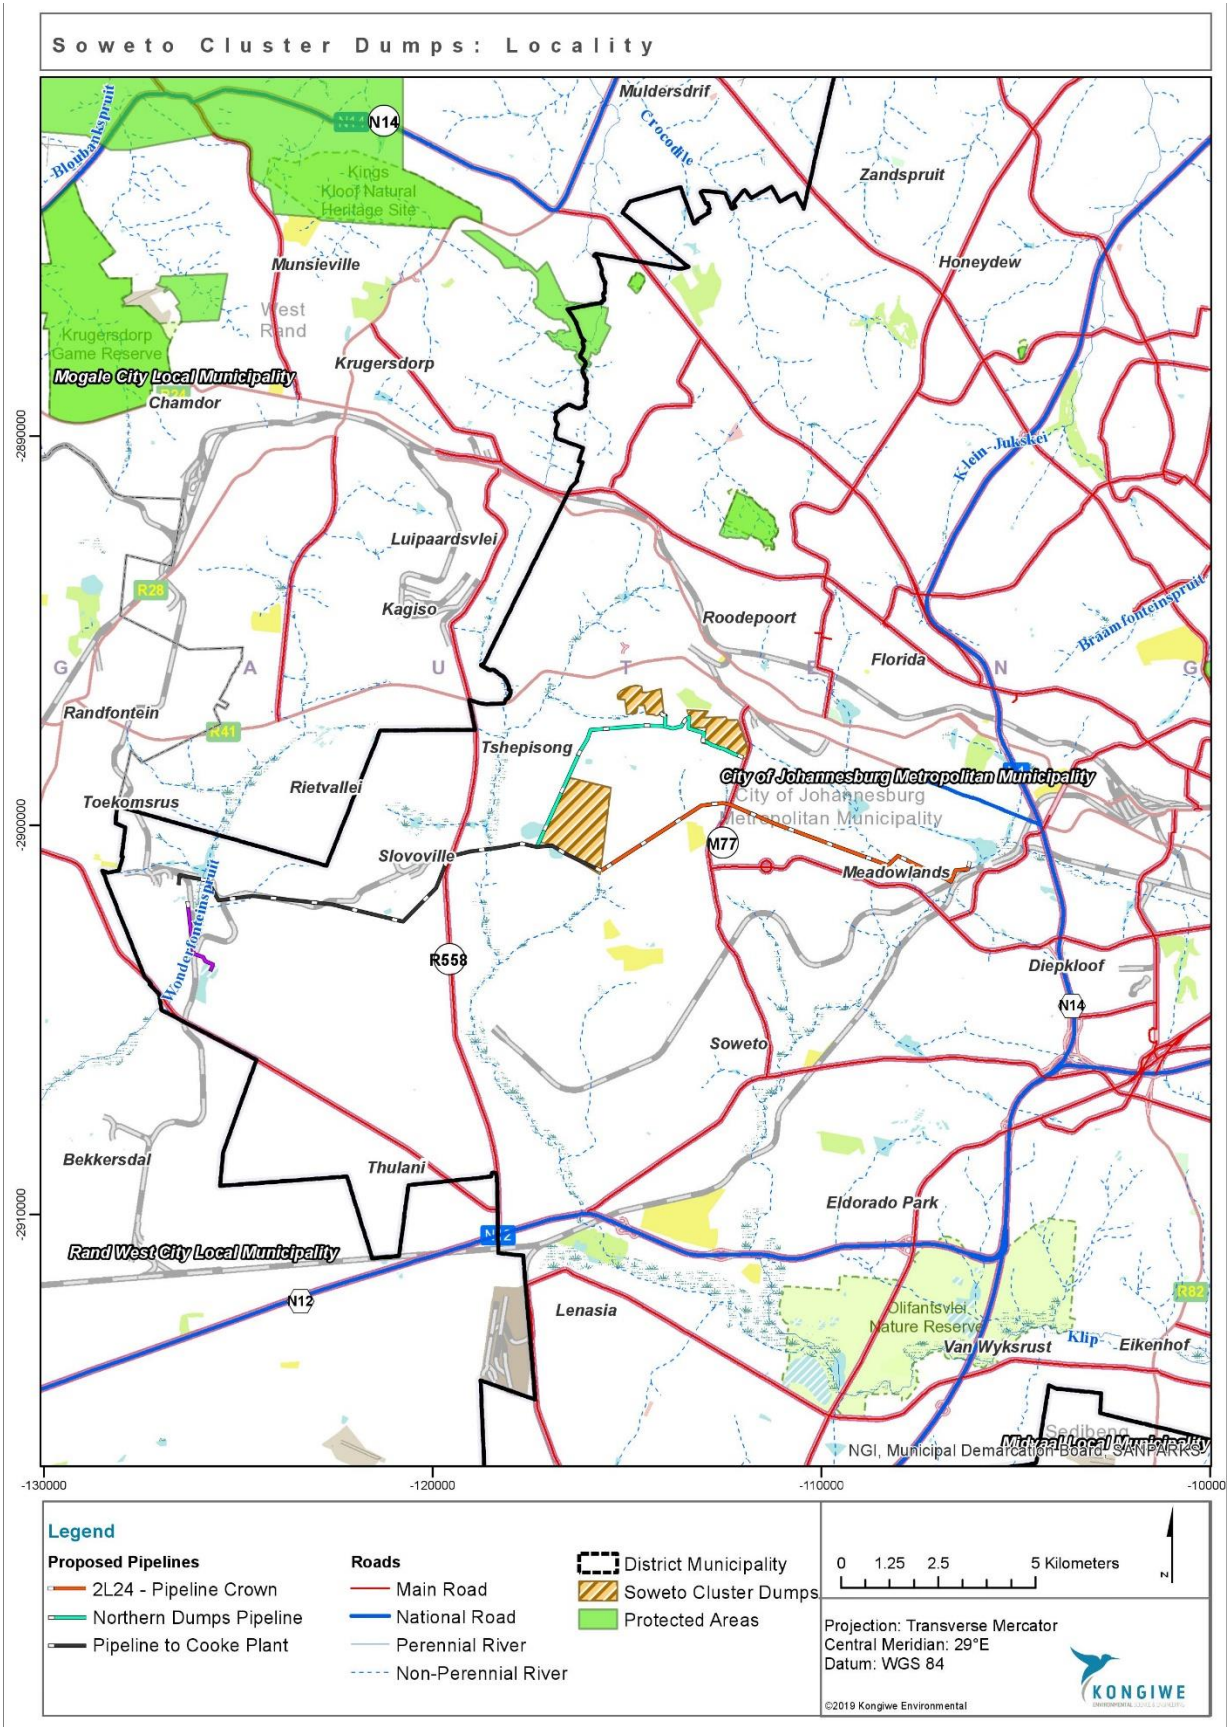 Soweto Cluster Dumps: Locality
Muldersdrif
Bloubankspruit
N14
N14
Crocodile
Zandspruit
Kings
Kloof Natural
Heritage Site
Munsieville
Honeydew
West
Rand
Krugersdorp
Game Reserve
Krugersdorp
Mogale City Local Municipality
R24
Chamdor
-2890000
Klein-Jukskei
Luipaardsvlei
R28
Kagiso
Braamfonteinspruit
Roodepoort
Florida
G A U T E N G
Randfontein
R41
Tshepisong
City of Johannesburg Metropolitan Municipality
Rietvallei
City of Johannesburg
Metropolitan Municipality
Toekomsrus
-2900000
M77
Slovoville
Meadowlands
Wonderfonteinspruit
R558
Diepkloof
N14
Soweto
Bekkersdal
Thulani
Eldorado Park
-2910000
N12
Rand West City Local Municipality
N12
R82
Lenasia
Olifantsvlei
Nature Reserve
Klip
Van Wyksrust
Eikenhof
Sedibeng
Midvaal Local Municipality
NGI, Municipal Demarcation Board, SANPARKS
-130000
-120000
-110000
-10000
Legend
Proposed Pipelines
2L24 - Pipeline Crown
Northern Dumps Pipeline
Pipeline to Cooke Plant
Roads
Main Road
National Road
Perennial River
Non-Perennial River
District Municipality
Soweto Cluster Dumps
Protected Areas
0 1.25 2.5 5 Kilometers
N
Projection: Transverse Mercator
Central Meridian: 29°E
Datum: WGS 84
©2019 Kongiwe Environmental
KONGIWE